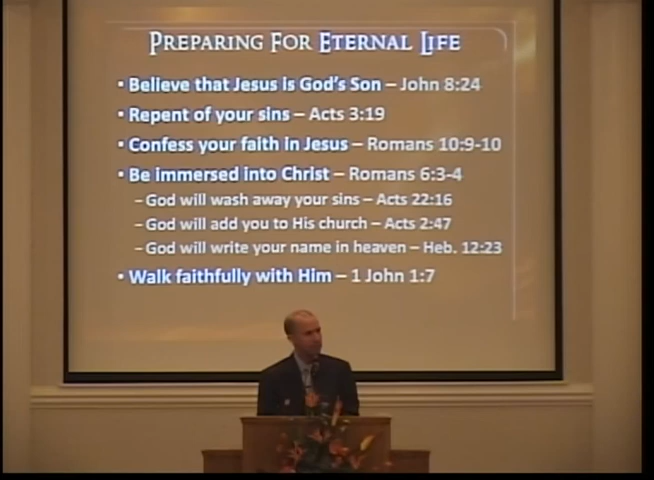 PREPARING FOR ETERNAL LIFE
• Believe that Jesus is God's Son – John 8:24
• Repent of your sins – Acts 3:19
• Confess your faith in Jesus – Romans 10:9-10
• Be immersed into Christ – Romans 6:3-4
– God will wash away your sins – Acts 22:16
– God will add you to His church – Acts 2:47
– God will write your name in heaven – Heb. 12:23
• Walk faithfully with Him – 1 John 1:7